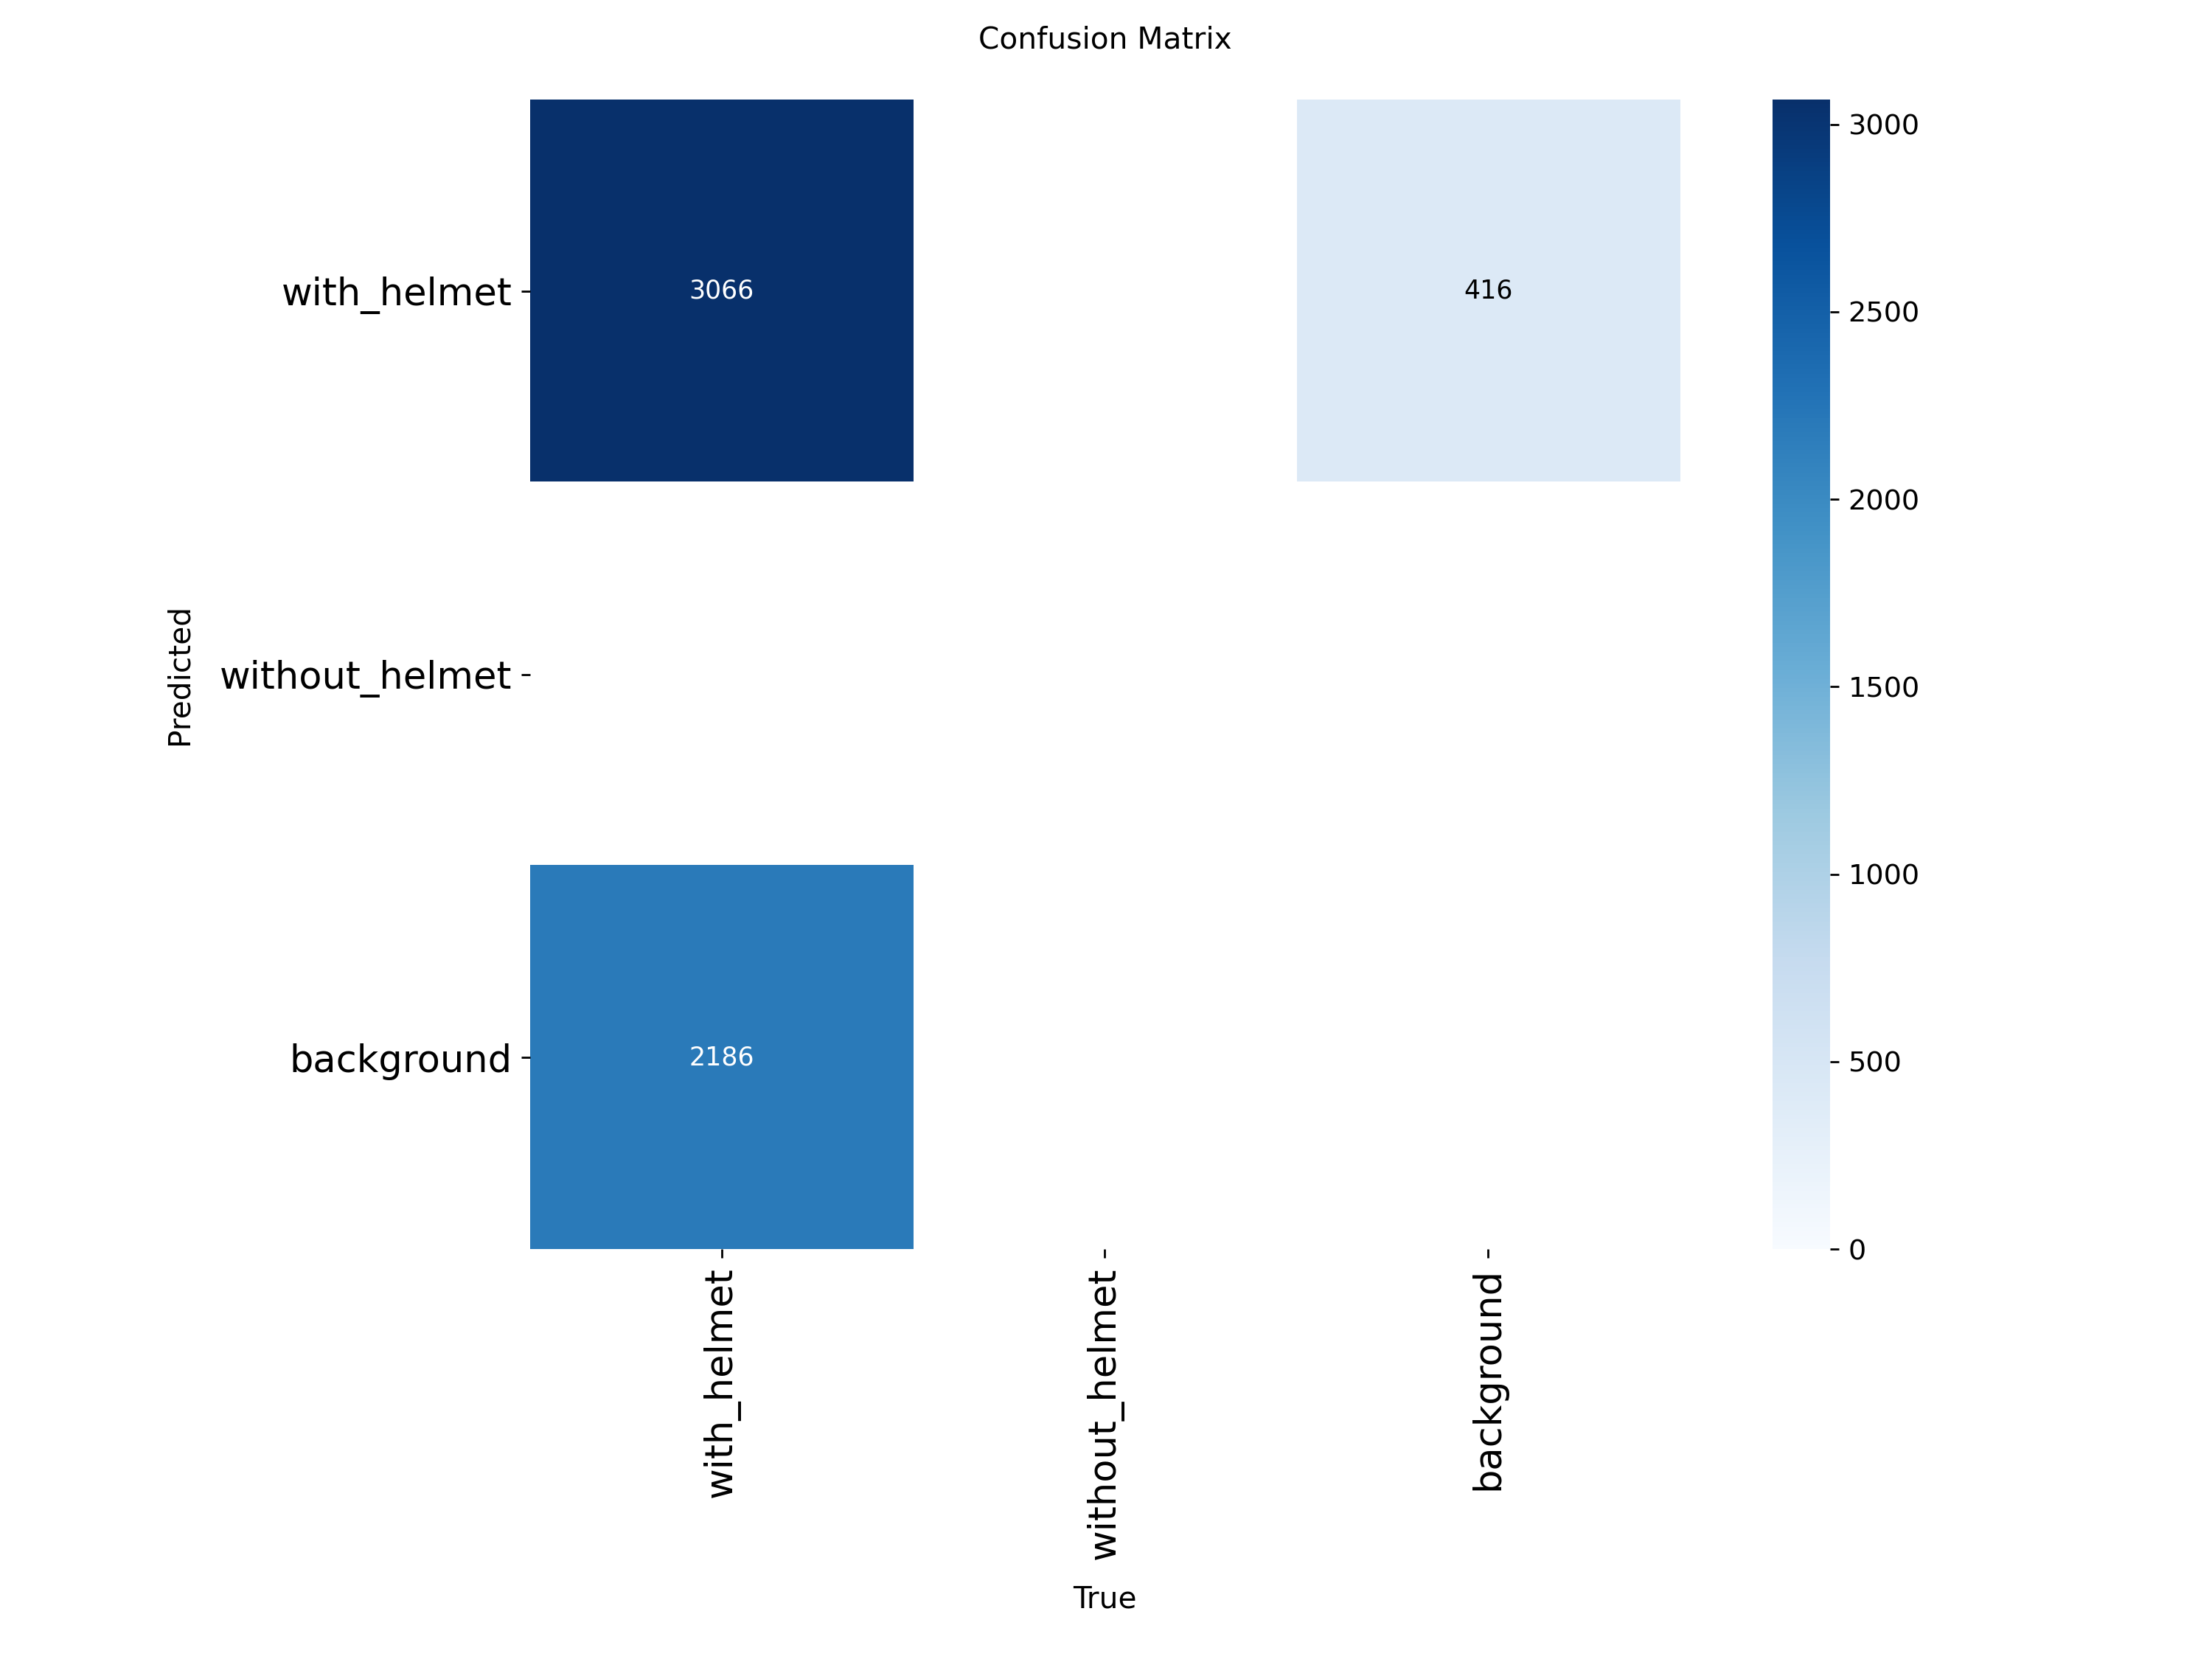 Confusion Matrix
with_helmet
3066
416
Predicted
without_helmet
background
2186
with_helmet
without_helmet
background
True
3000
2500
2000
1500
1000
500
0